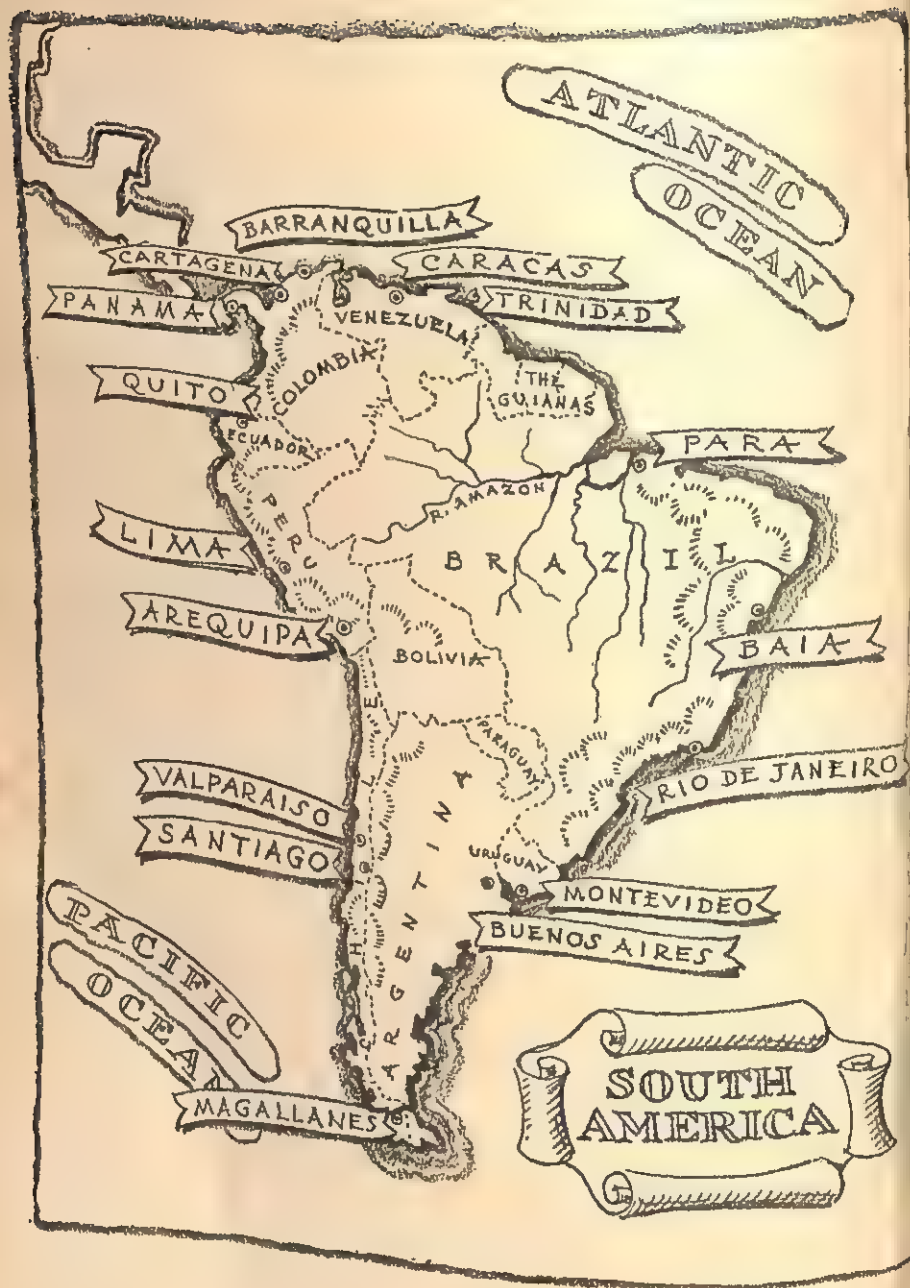 ATLANTIC
OCEAN
BARRANQUILLA
CARTAGENA
CARACAS
PANAMA
TRINIDAD
VENEZUELA
COLOMBIA
THE
GUIANAS
QUITO
ECUADOR
PARA
R. AMAZON
PERU
LIMA
BRAZIL
AREQUIPA
BAIA
BOLIVIA
CHILE
PARAGUAY
RIO DE JANEIRO
VALPARAISO
SANTIAGO
ARGENTINA
URUGUAY
MONTEVIDEO
BUENOS AIRES
PACIFIC
OCEAN
MAGALLANES
SOUTH
AMERICA